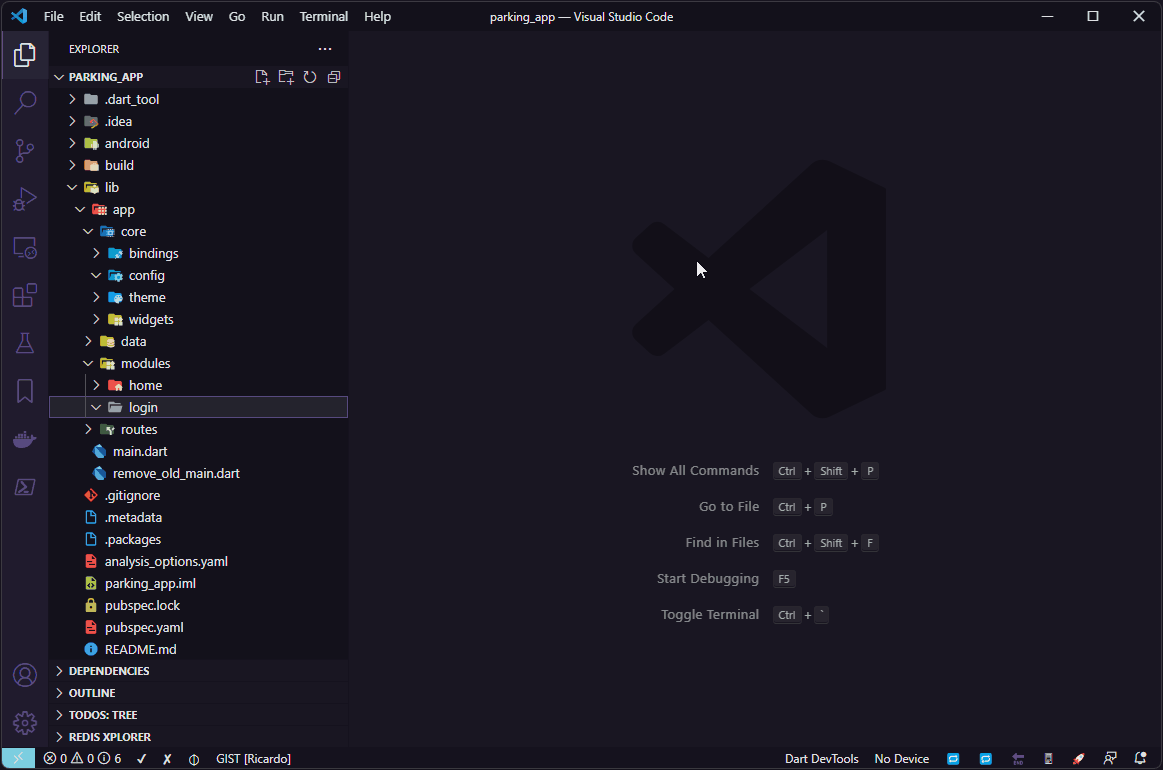 File Edit Selection View Go Run Terminal Help parking_app — Visual Studio Code
EXPLORER
PARKING_APP
.dart_tool
.idea
android
build
lib
app
core
bindings
config
theme
widgets
data
modules
home
login
routes
main.dart
remove_old_main.dart
.gitignore
.metadata
.packages
analysis_options.yaml
parking_app.iml
pubspec.lock
pubspec.yaml
README.md
DEPENDENCIES
OUTLINE
TODOS: TREE
REDIS XPLORER
Show All Commands Ctrl + Shift + P
Go to File Ctrl + P
Find in Files Ctrl + Shift + F
Start Debugging F5
Toggle Terminal Ctrl + `
0 0 6 GIST [Ricardo] Dart DevTools No Device